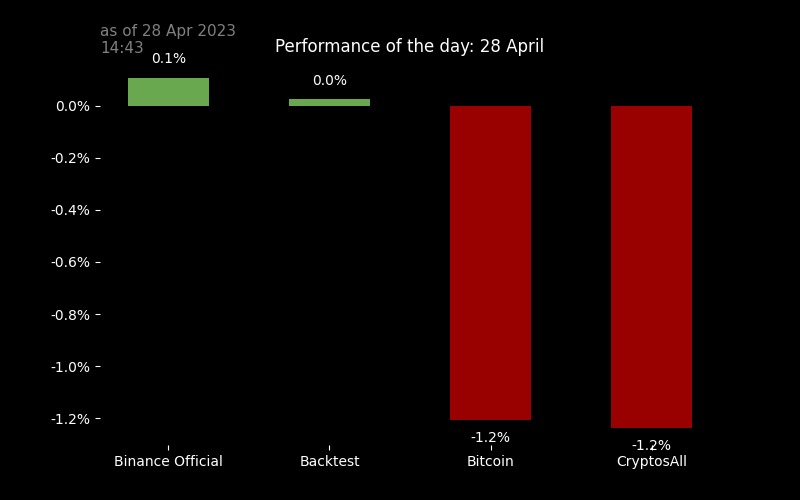 as of 28 Apr 2023
14:43
Performance of the day: 28 April
0.1%
0.0%
0.0%
-0.2%
-0.4%
-0.6%
-0.8%
-1.0%
-1.2%
-1.2%
-1.2%
Binance Official
Backtest
Bitcoin
CryptosAll